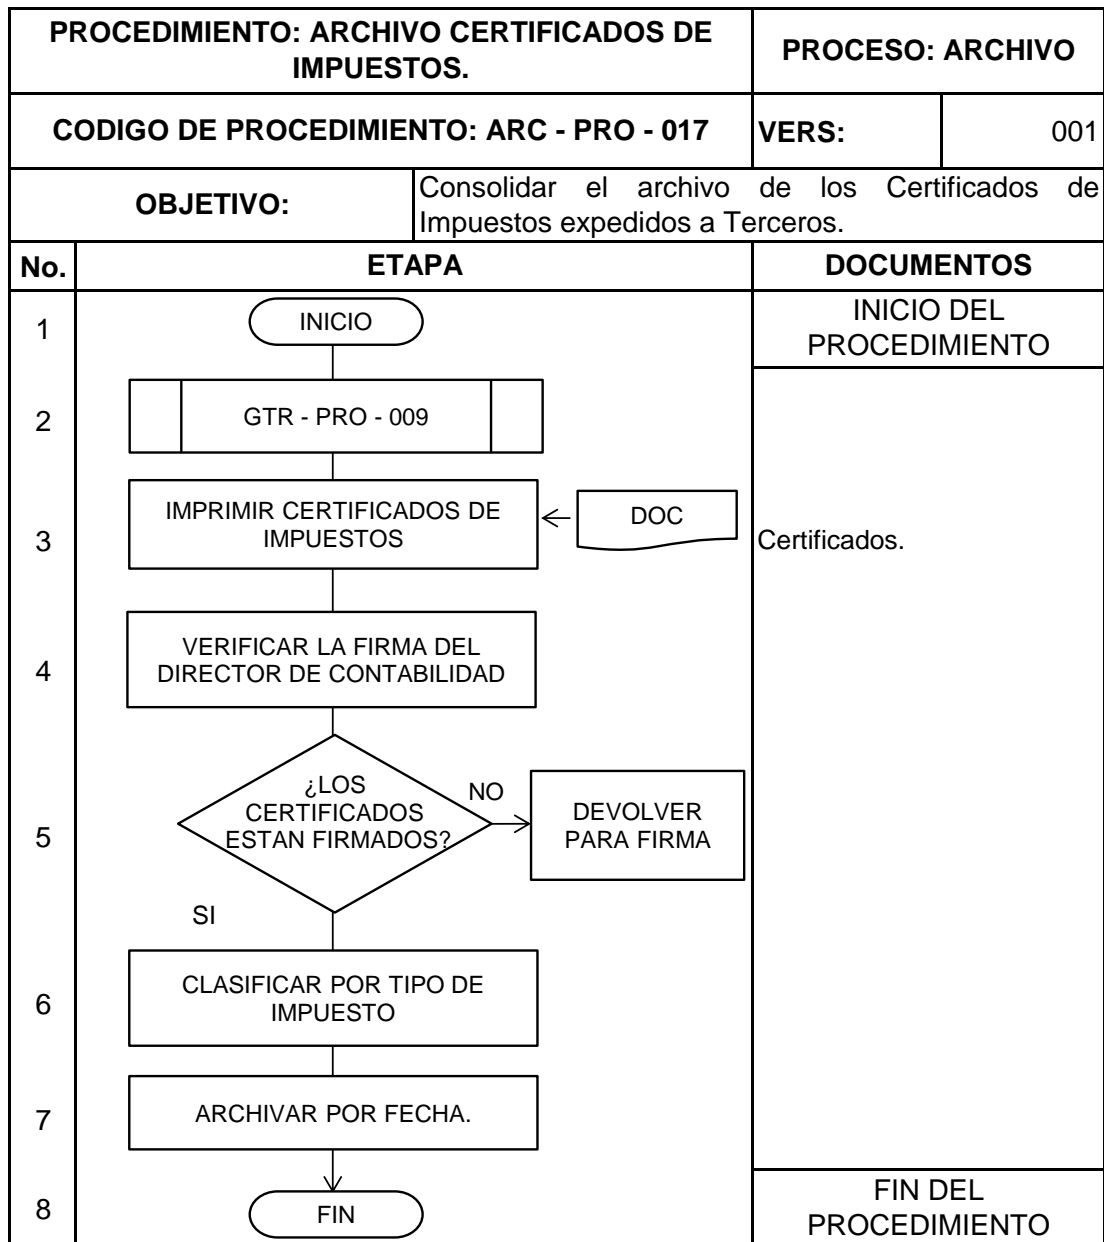 PROCEDIMIENTO: ARCHIVO CERTIFICADOS DE
IMPUESTOS.
PROCESO: ARCHIVO
CODIGO DE PROCEDIMIENTO: ARC - PRO - 017
VERS:
001
OBJETIVO:
Consolidar el archivo de los Certificados de
Impuestos expedidos a Terceros.
No.
ETAPA
DOCUMENTOS
1
INICIO
INICIO DEL
PROCEDIMIENTO
2
GTR - PRO - 009
3
IMPRIMIR CERTIFICADOS DE
IMPUESTOS
DOC
Certificados.
4
VERIFICAR LA FIRMA DEL
DIRECTOR DE CONTABILIDAD
5
¿LOS
CERTIFICADOS
ESTAN FIRMADOS?
NO
DEVOLVER
PARA FIRMA
SI
6
CLASIFICAR POR TIPO DE
IMPUESTO
7
ARCHIVAR POR FECHA.
8
FIN
FIN DEL
PROCEDIMIENTO